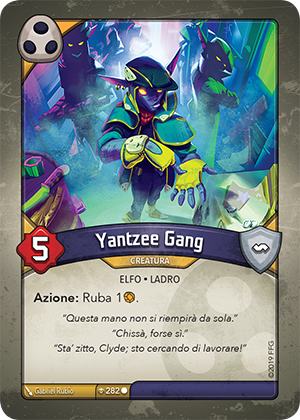 5
Yantzee Gang
CREATURA
ELFO • LADRO
Azione: Ruba 1.
“Questa mano non si riempirà da sola.”
“Chissà, forse sì.”
“Sta’ zitto, Clyde; sto cercando di lavorare!”
©2019 FFG
Gabriel Rubio
282